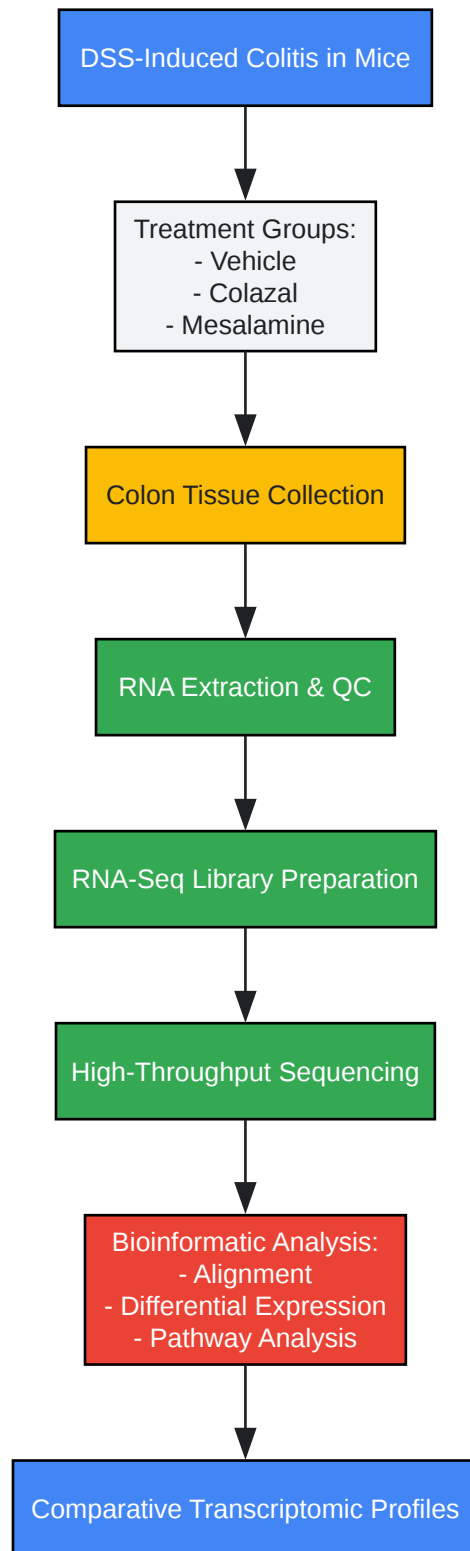 DSS-Induced Colitis in Mice
Treatment Groups:
- Vehicle
- Colazal
- Mesalamine
Colon Tissue Collection
RNA Extraction & QC
RNA-Seq Library Preparation
High-Throughput Sequencing
Bioinformatic Analysis:
- Alignment
- Differential Expression
- Pathway Analysis
Comparative Transcriptomic Profiles